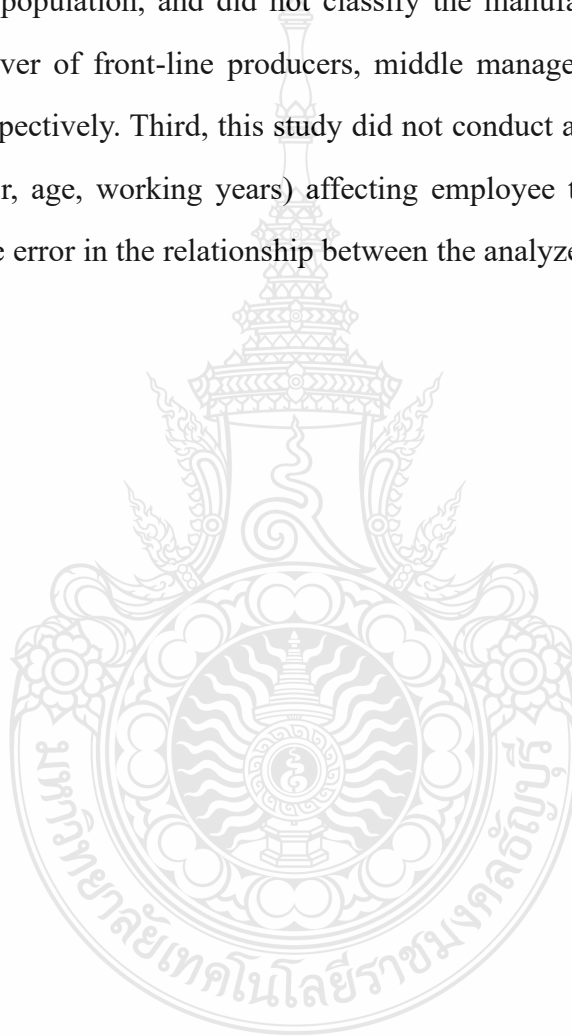 population, and did not classify the manufa
ver of front-line producers, middle manage
pectively. Third, this study did not conduct a
r, age, working years) affecting employee t
e error in the relationship between the analyze
มหาวิทยาลัยเทคโนโลยีราชมงคลธัญบุรี